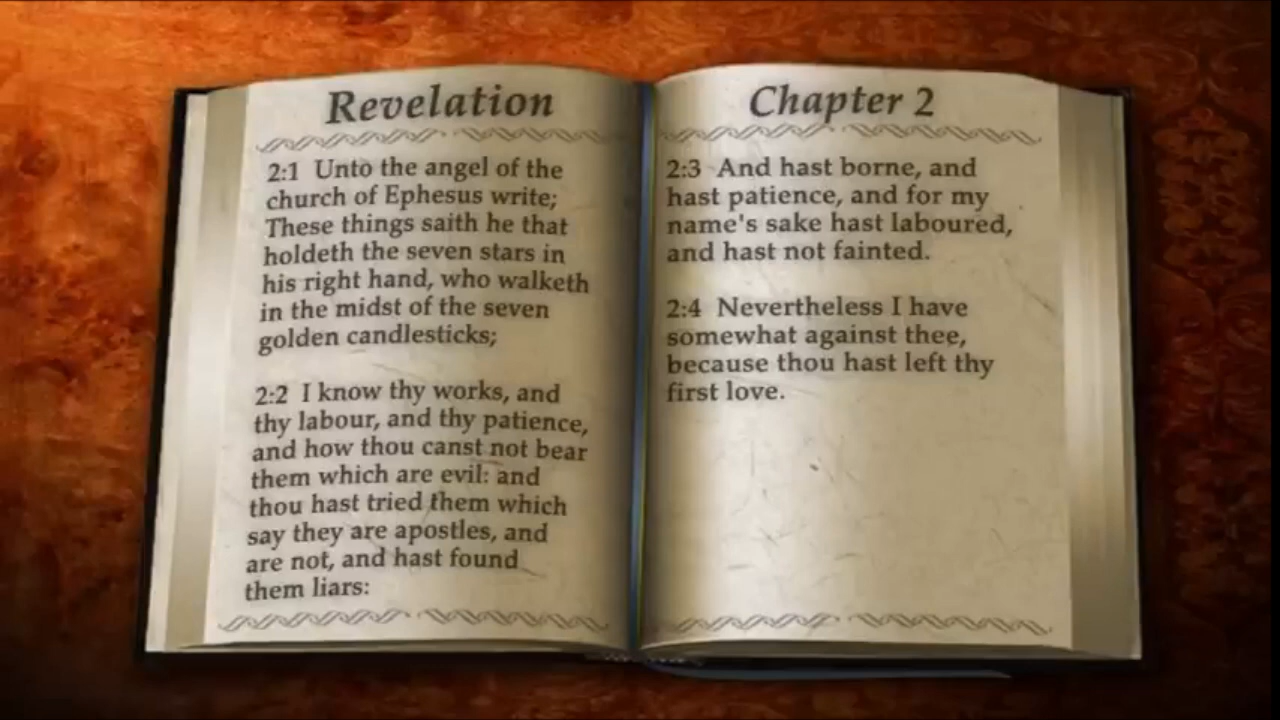 Revelation
2:1 Unto the angel of the
church of Ephesus write;
These things saith he that
holdeth the seven stars in
his right hand, who walketh
in the midst of the seven
golden candlesticks;
2:2 I know thy works, and
thy labour, and thy patience,
and how thou canst not bear
them which are evil: and
thou hast tried them which
say they are apostles, and
are not, and hast found
them liars:
Chapter 2
2:3 And hast borne, and
hast patience, and for my
name's sake hast laboured,
and hast not fainted.
2:4 Nevertheless I have
somewhat against thee,
because thou hast left thy
first love.